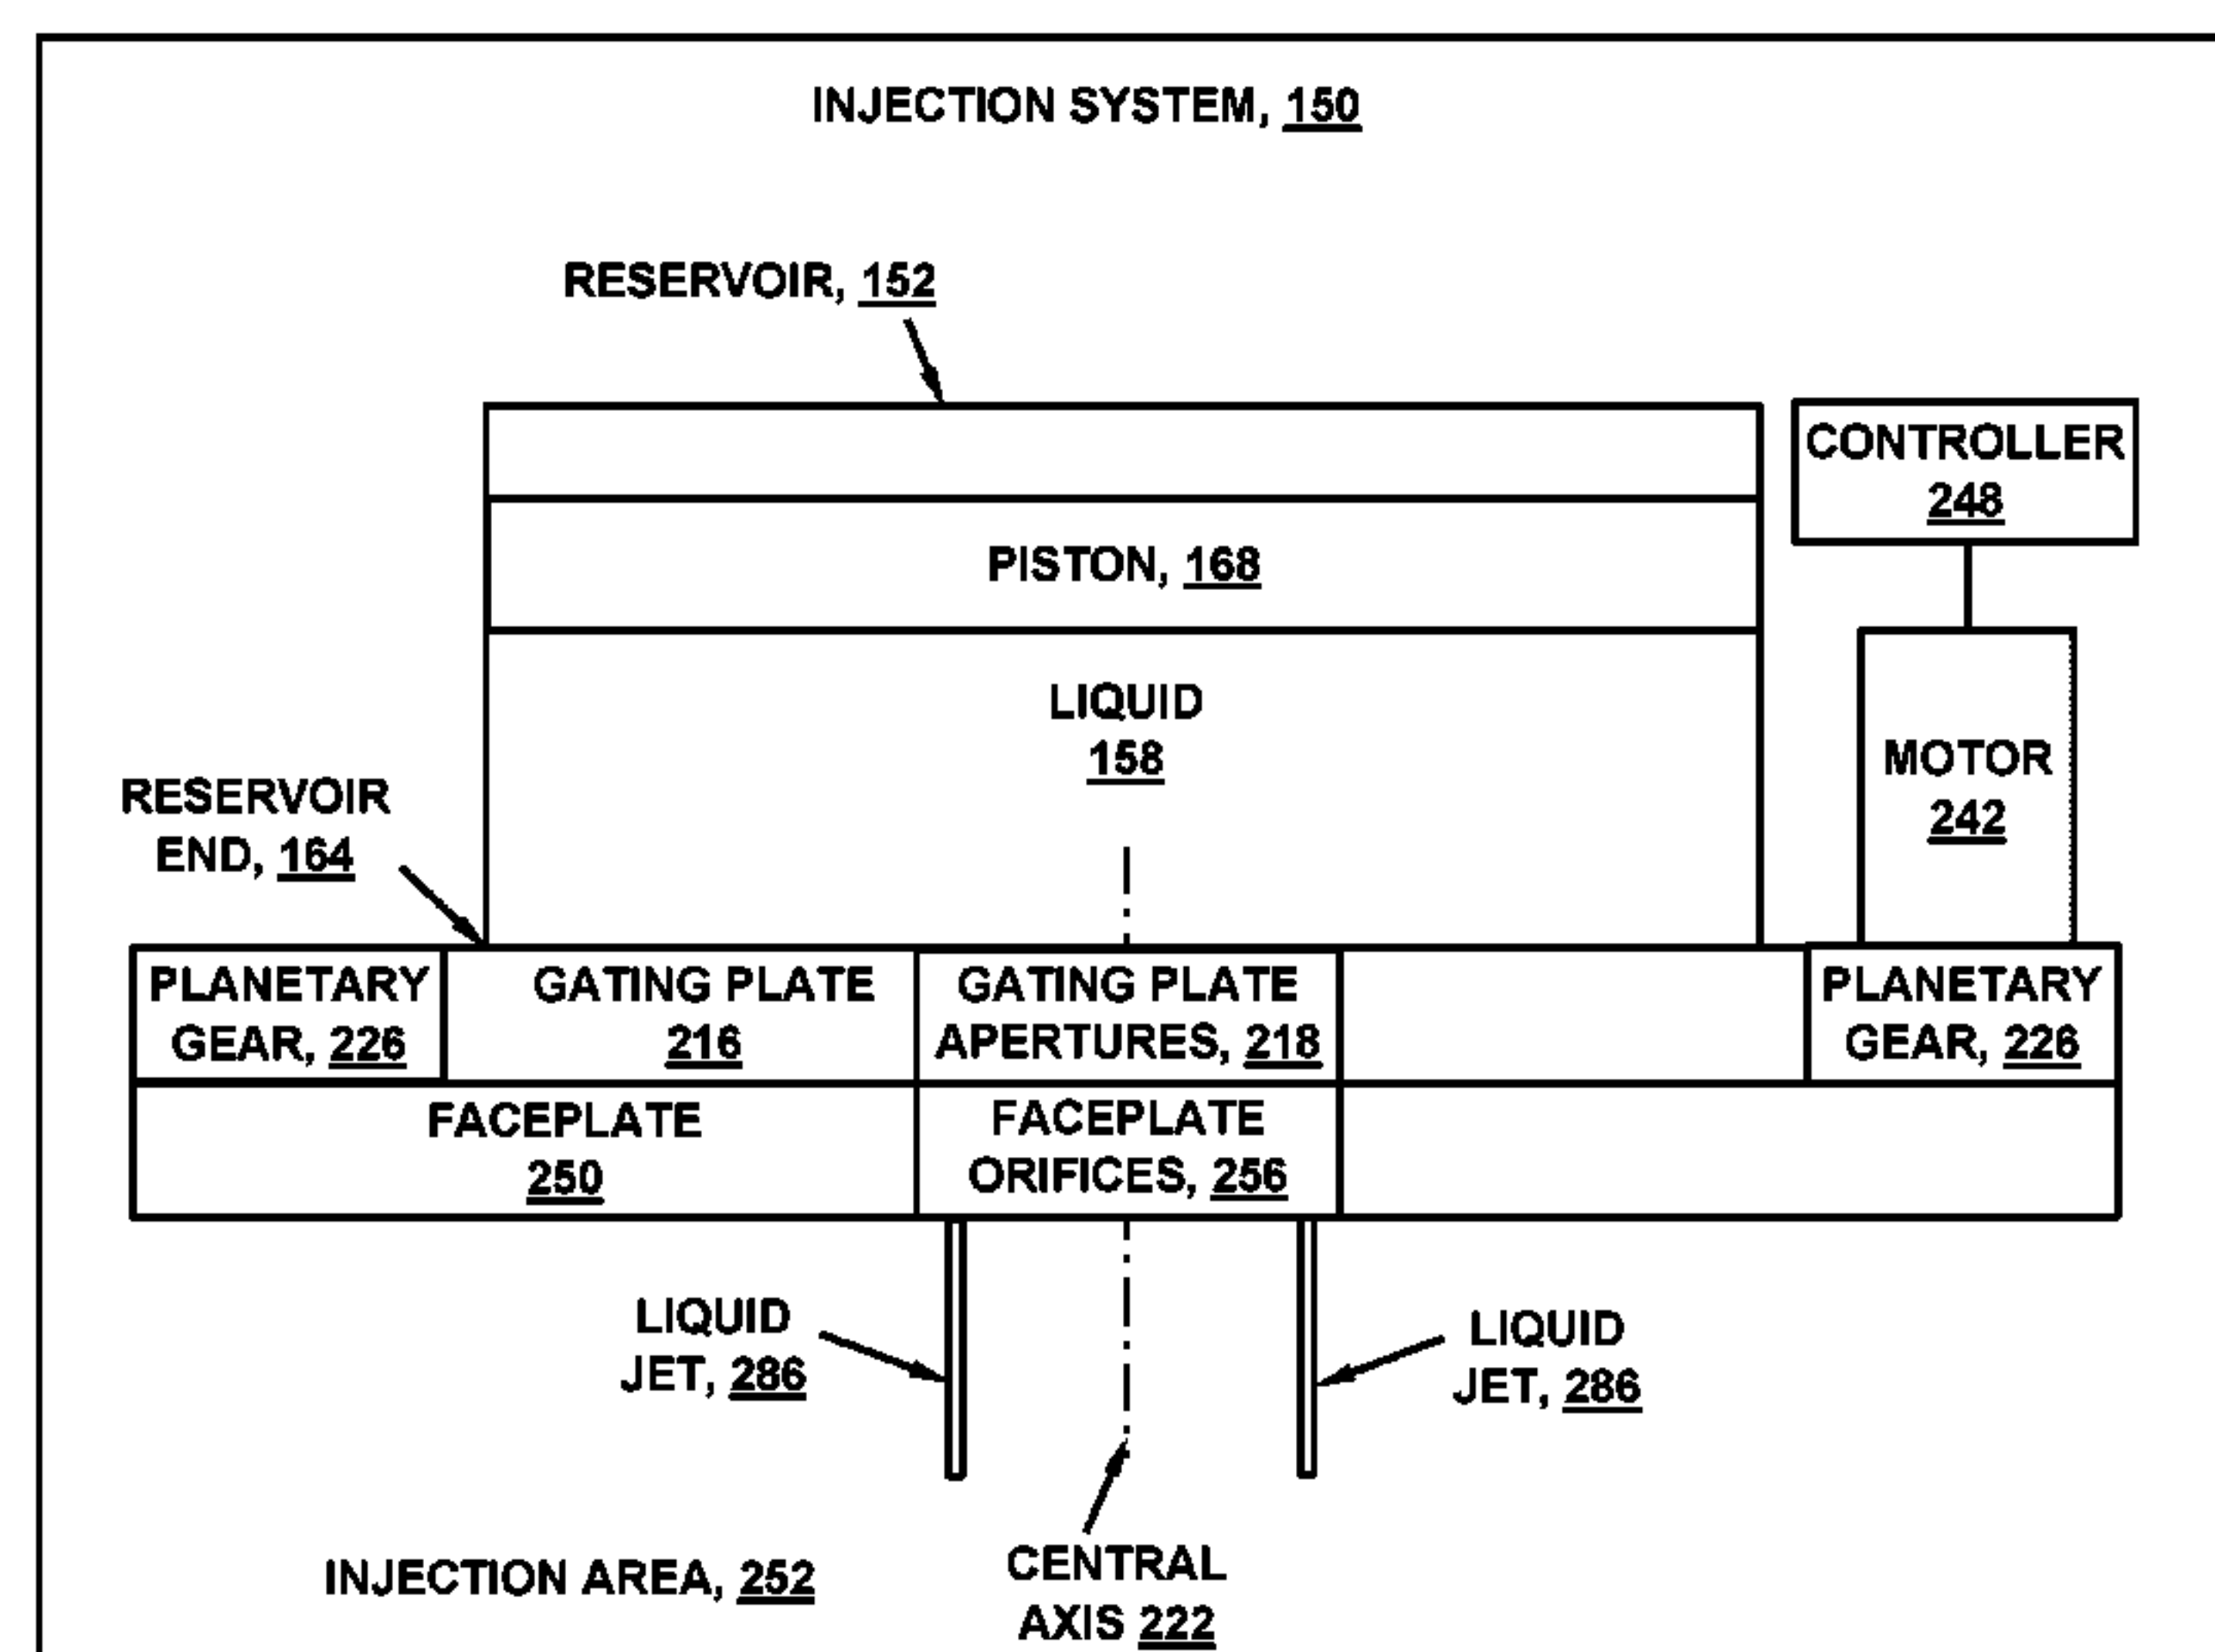 INJECTION SYSTEM, 150
RESERVOIR, 152
CONTROLLER
248
PISTON, 168
LIQUID
158
MOTOR
242
RESERVOIR
END, 164
PLANETARY
GEAR, 226
GATING PLATE
216
GATING PLATE
APERTURES, 218
PLANETARY
GEAR, 226
FACEPLATE
250
FACEPLATE
ORIFICES, 256
LIQUID
JET, 286
LIQUID
JET, 286
INJECTION AREA, 252
CENTRAL
AXIS 222